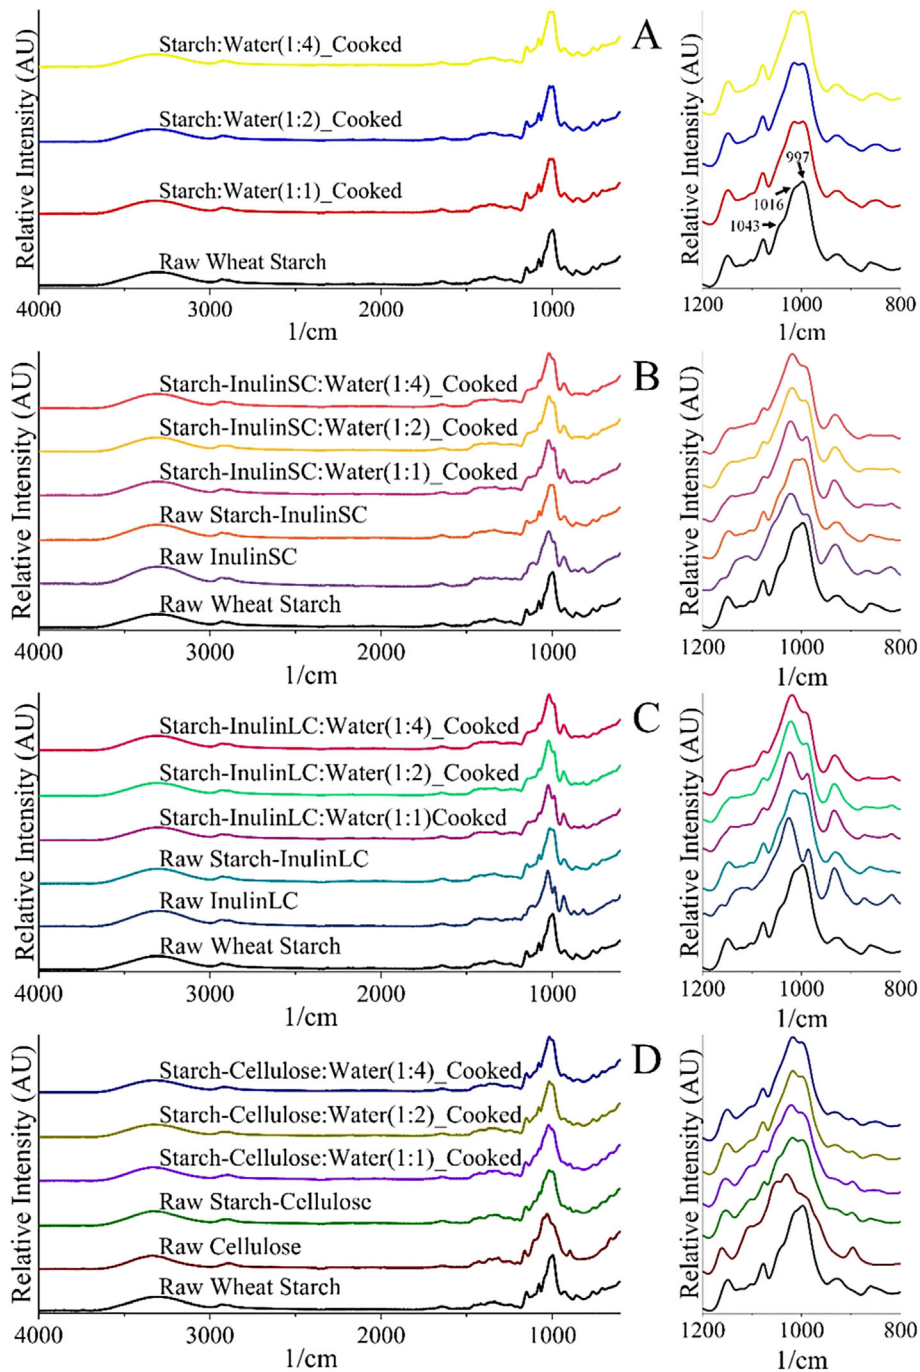 Relative Intensity (AU)
Starch:Water(1:4)_Cooked
Starch:Water(1:2)_Cooked
Starch:Water(1:1)_Cooked
Raw Wheat Starch
4000 3000 2000 1000
1/cm
A
Relative Intensity (AU)
997
1016
1043
1200 1000 800
1/cm
Relative Intensity (AU)
Starch-InulinSC:Water(1:4)_Cooked
Starch-InulinSC:Water(1:2)_Cooked
Starch-InulinSC:Water(1:1)_Cooked
Raw Starch-InulinSC
Raw InulinSC
Raw Wheat Starch
4000 3000 2000 1000
1/cm
B
Relative Intensity (AU)
1200 1000 800
1/cm
Relative Intensity (AU)
Starch-InulinLC:Water(1:4)_Cooked
Starch-InulinLC:Water(1:2)_Cooked
Starch-InulinLC:Water(1:1)Cooked
Raw Starch-InulinLC
Raw InulinLC
Raw Wheat Starch
4000 3000 2000 1000
1/cm
C
Relative Intensity (AU)
1200 1000 800
1/cm
Relative Intensity (AU)
Starch-Cellulose:Water(1:4)_Cooked
Starch-Cellulose:Water(1:2)_Cooked
Starch-Cellulose:Water(1:1)_Cooked
Raw Starch-Cellulose
Raw Cellulose
Raw Wheat Starch
4000 3000 2000 1000
1/cm
D
Relative Intensity (AU)
1200 1000 800
1/cm